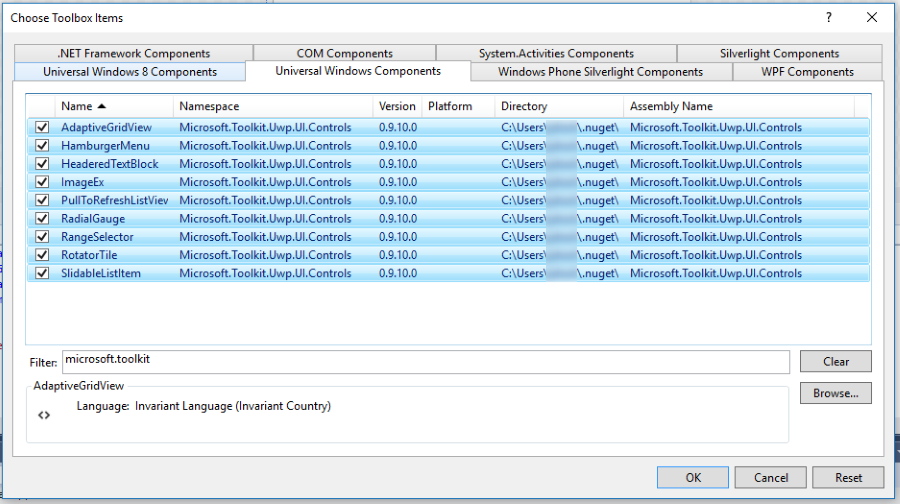 Choose Toolbox Items ?
.NET Framework Components COM Components System.Activities Components Silverlight Components
Universal Windows 8 Components Universal Windows Components Windows Phone Silverlight Components WPF Components
Name Namespace Version Platform Directory Assembly Name
AdaptiveGridView Microsoft.Toolkit.Uwp.UI.Controls 0.9.10.0 C:\Users\ \.nuget\ Microsoft.Toolkit.Uwp.UI.Controls
HamburgerMenu Microsoft.Toolkit.Uwp.UI.Controls 0.9.10.0 C:\Users\ \.nuget\ Microsoft.Toolkit.Uwp.UI.Controls
HeaderedTextBlock Microsoft.Toolkit.Uwp.UI.Controls 0.9.10.0 C:\Users\ \.nuget\ Microsoft.Toolkit.Uwp.UI.Controls
ImageEx Microsoft.Toolkit.Uwp.UI.Controls 0.9.10.0 C:\Users\ \.nuget\ Microsoft.Toolkit.Uwp.UI.Controls
PullToRefreshListView Microsoft.Toolkit.Uwp.UI.Controls 0.9.10.0 C:\Users\ \.nuget\ Microsoft.Toolkit.Uwp.UI.Controls
RadialGauge Microsoft.Toolkit.Uwp.UI.Controls 0.9.10.0 C:\Users\ \.nuget\ Microsoft.Toolkit.Uwp.UI.Controls
RangeSelector Microsoft.Toolkit.Uwp.UI.Controls 0.9.10.0 C:\Users\ \.nuget\ Microsoft.Toolkit.Uwp.UI.Controls
RotatorTile Microsoft.Toolkit.Uwp.UI.Controls 0.9.10.0 C:\Users\ \.nuget\ Microsoft.Toolkit.Uwp.UI.Controls
SlidableListItem Microsoft.Toolkit.Uwp.UI.Controls 0.9.10.0 C:\Users\ \.nuget\ Microsoft.Toolkit.Uwp.UI.Controls
Filter: microsoft.toolkit Clear
AdaptiveGridView Browse...
Language: Invariant Language (Invariant Country)
OK Cancel Reset